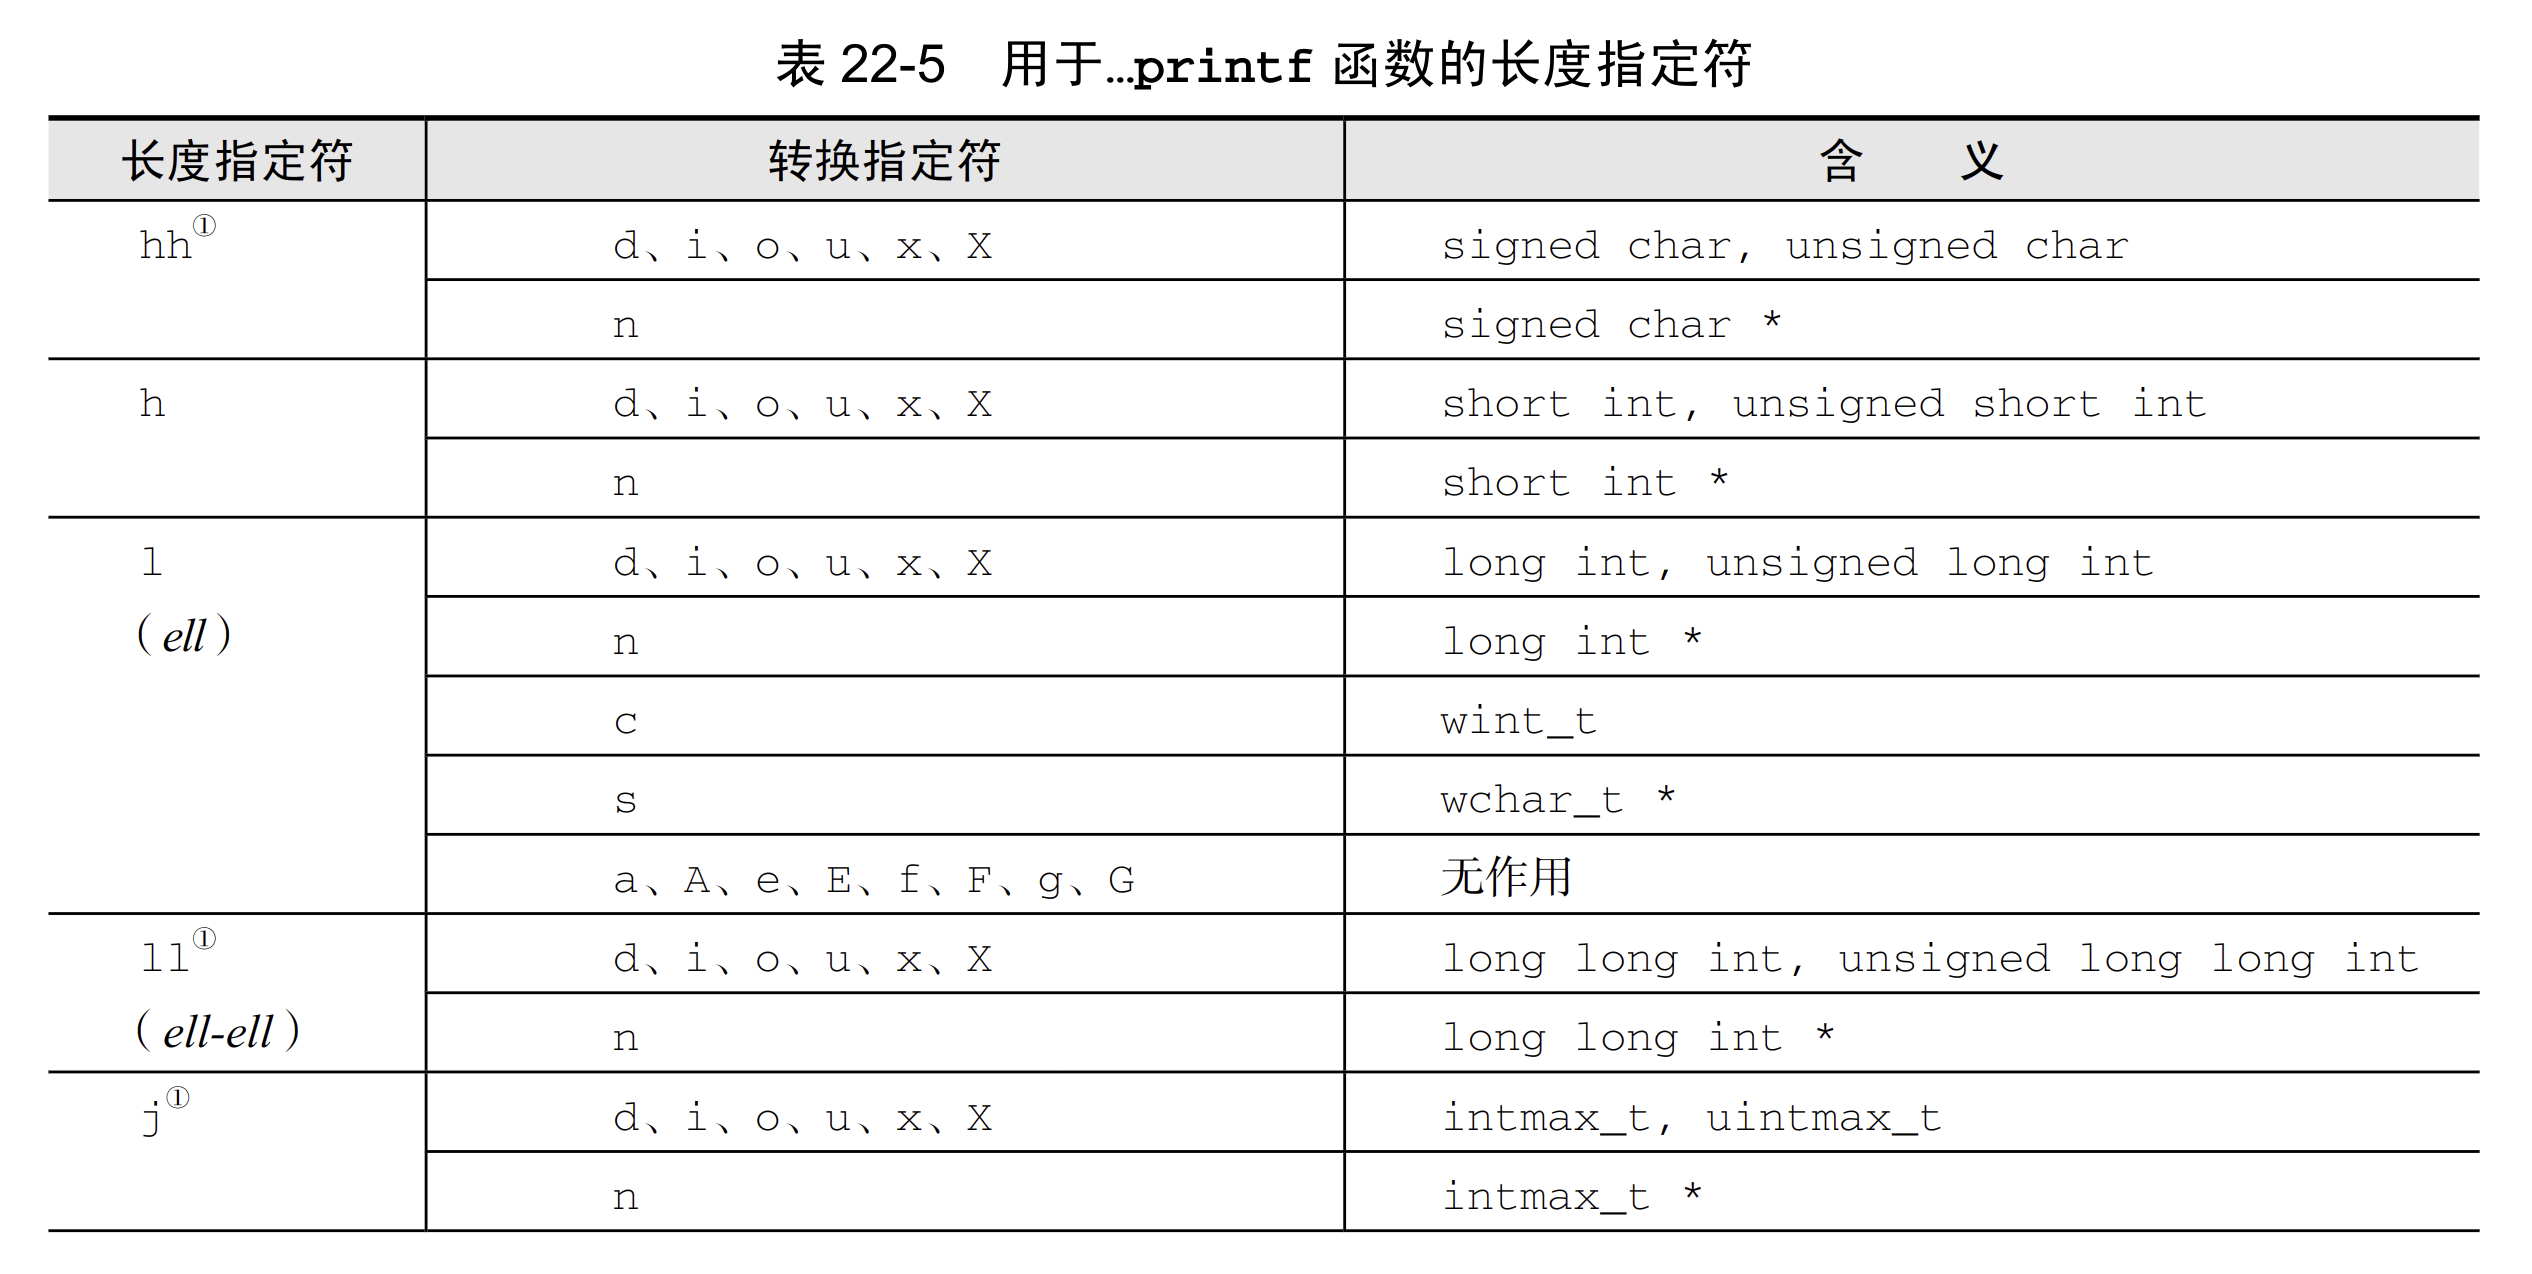 表 22-5 用于…printf 函数的长度指定符
长度指定符 转换指定符 含 义
hh① d、i、o、u、x、X signed char, unsigned char
n signed char *
h d、i、o、u、x、X short int, unsigned short int
n short int *
l d、i、o、u、x、X long int, unsigned long int
(ell) n long int *
c wint_t
s wchar_t *
a、A、e、E、f、F、g、G 无作用
ll① d、i、o、u、x、X long long int, unsigned long long int
(ell-ell) n long long int *
j① d、i、o、u、x、X intmax_t, uintmax_t
n intmax_t *